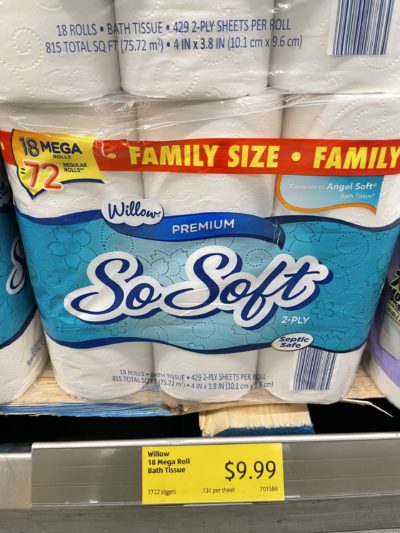 18 ROLLS • BATH TISSUE • 429 2-PLY SHEETS PER ROLL
815 TOTAL SQ FT (75.72 m²) • 4 IN x 3.8 IN (10.1 cm x 9.6 cm)
18 MEGA
ROLLS
=72 REGULAR
ROLLS**
• FAMILY SIZE • FAMILY
Compare to Angel Soft®
Bath Tissue*
Willow
PREMIUM
So Soft
2-PLY
Septic
Safe
18 ROLLS • BATH TISSUE • 429 2-PLY SHEETS PER ROLL
815 TOTAL SQ FT (75.72 m²) • 4 IN x 3.8 IN (10.1 cm x 9.6 cm)
Willow
18 Mega Roll
Bath Tissue
$9.99
7722 sheets .13¢ per sheet 701586